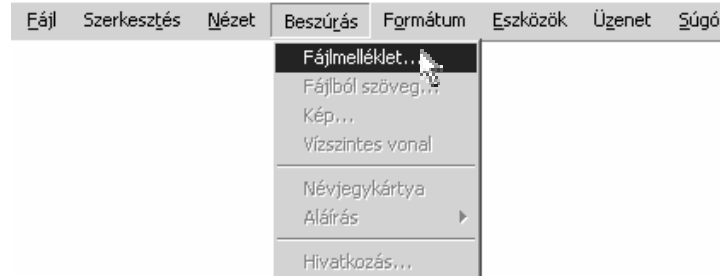 Fájl Szerkesztés Nézet Beszúrás Formátum Eszközök Üzenet Súgó
Fájlmelléklet...
Fájlból szöveg...
Kép...
Vízszintes vonal
Névjegykártya
Aláírás
Hivatkozás...